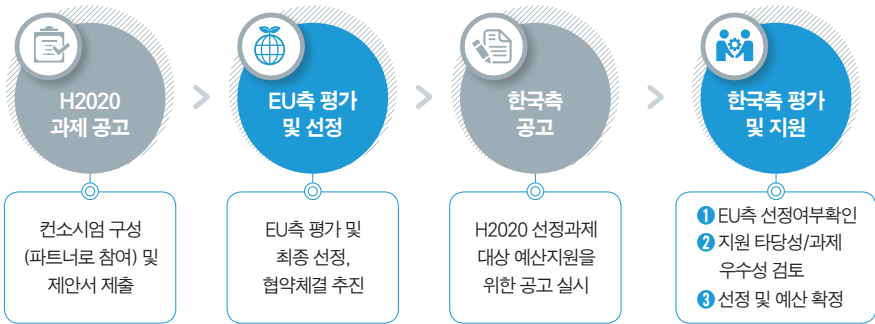 H2020
과제 공고
EU측 평가
및 선정
한국측
공고
한국측 평가
및 지원
컨소시엄 구성
(파트너로 참여) 및
제안서 제출
EU측 평가 및
최종 선정,
협약체결 추진
H2020 선정과제
대상 예산지원을
위한 공고 실시
❶ EU측 선정여부확인
❷ 지원 타당성/과제
우수성 검토
❸ 선정 및 예산 확정